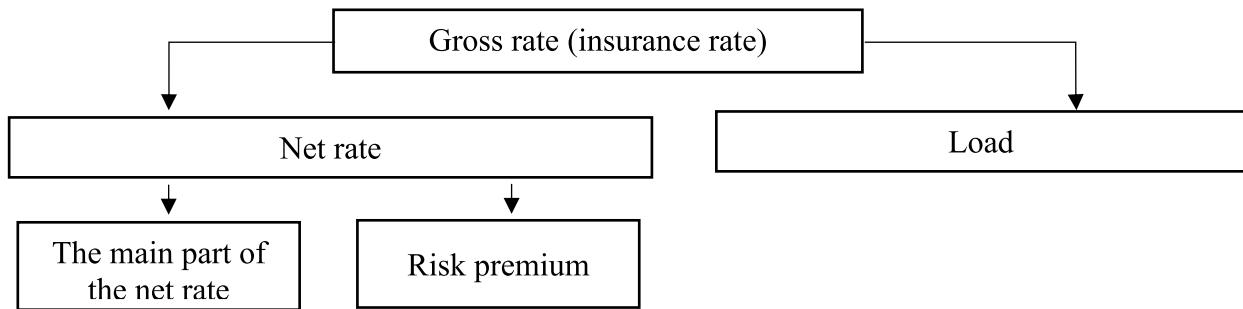 Gross rate (insurance rate)
Net rate
Load
The main part of
the net rate
Risk premium